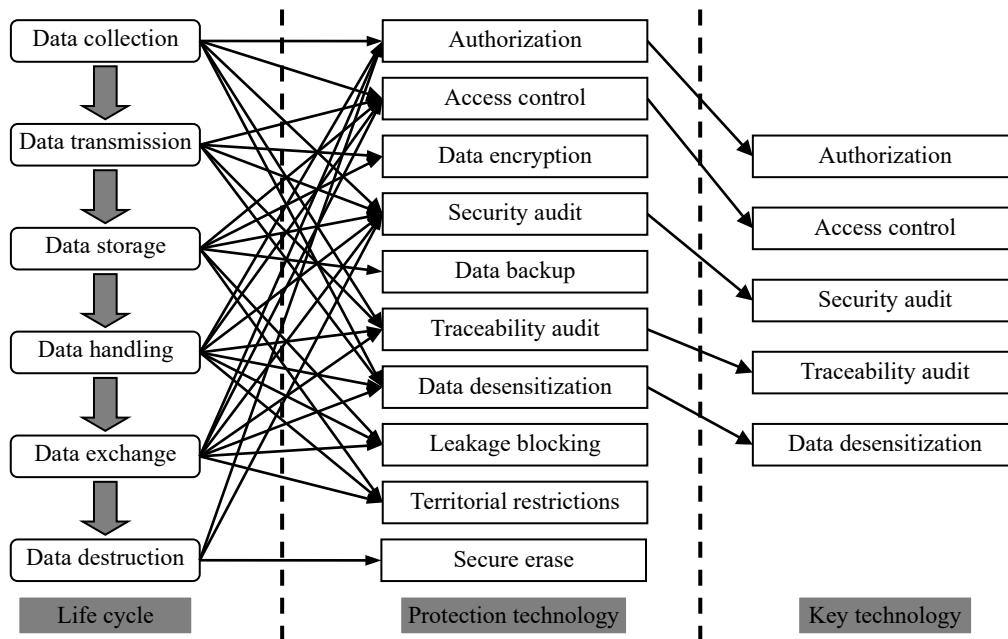 Data collection
Data transmission
Data storage
Data handling
Data exchange
Data destruction
Life cycle
Authorization
Access control
Data encryption
Security audit
Data backup
Traceability audit
Data desensitization
Leakage blocking
Territorial restrictions
Secure erase
Protection technology
Authorization
Access control
Security audit
Traceability audit
Data desensitization
Key technology